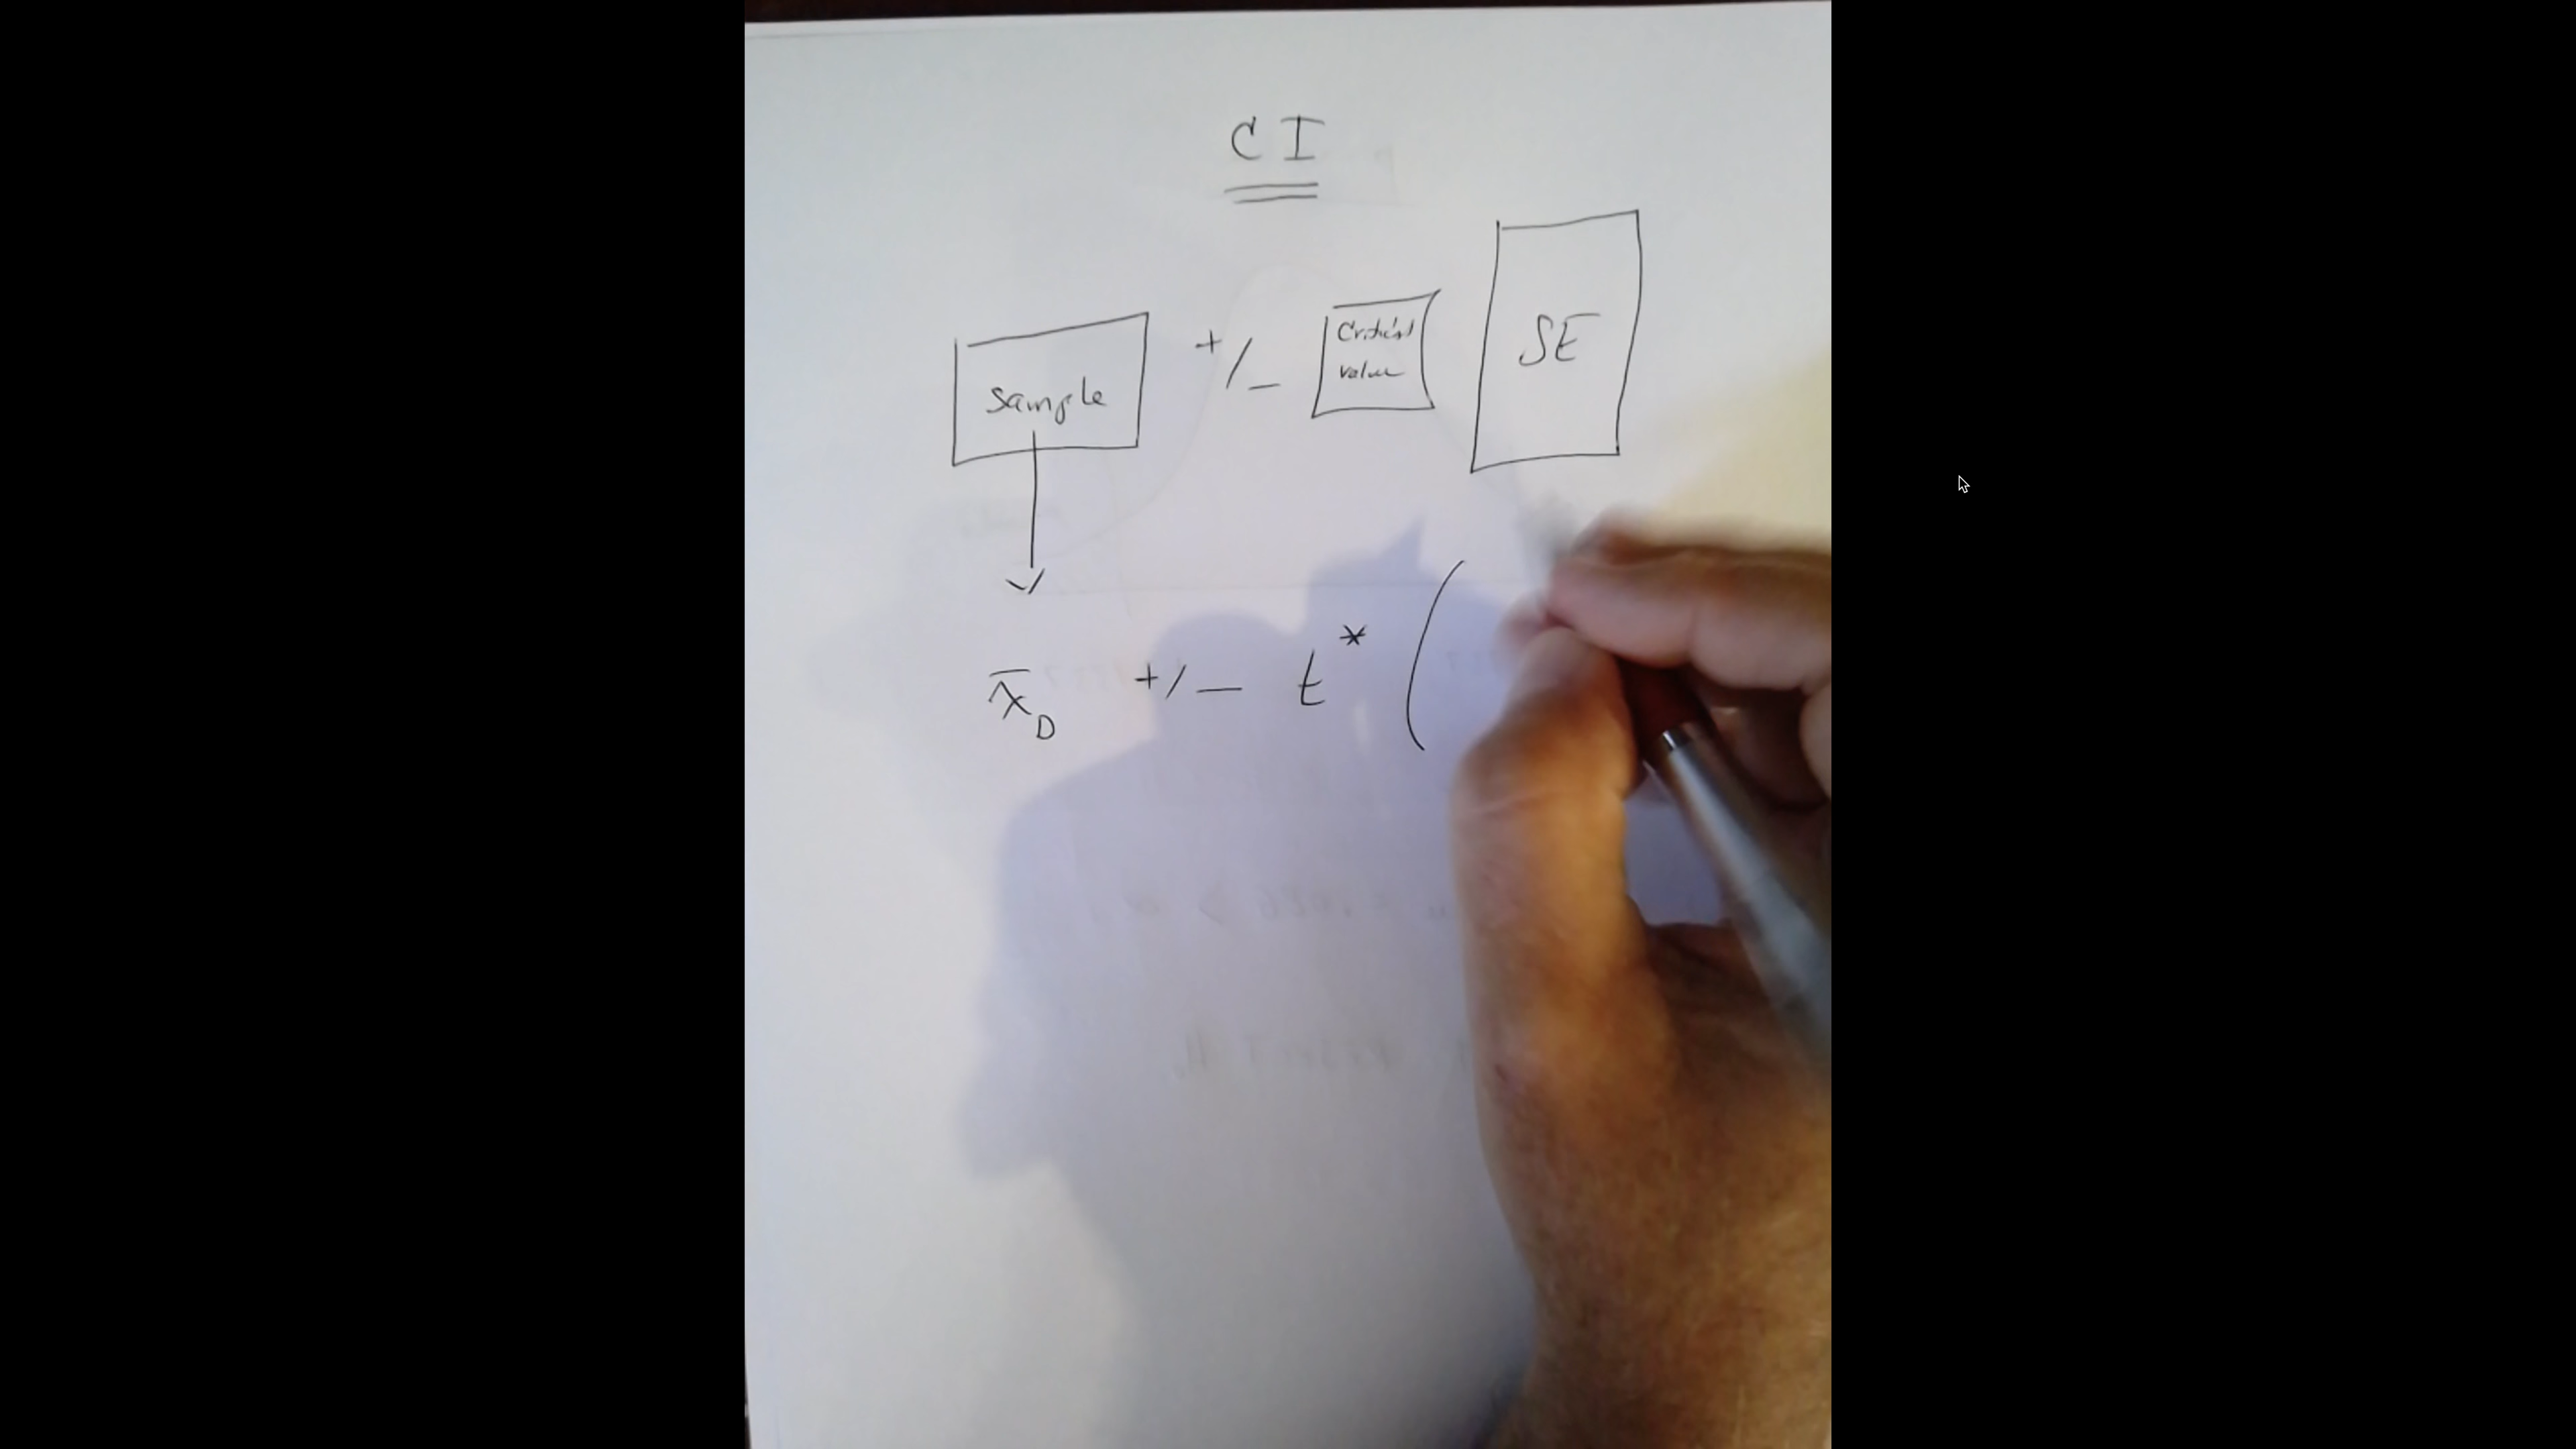 CI
sample +/- Critical value SE
x̄D +/- t* (